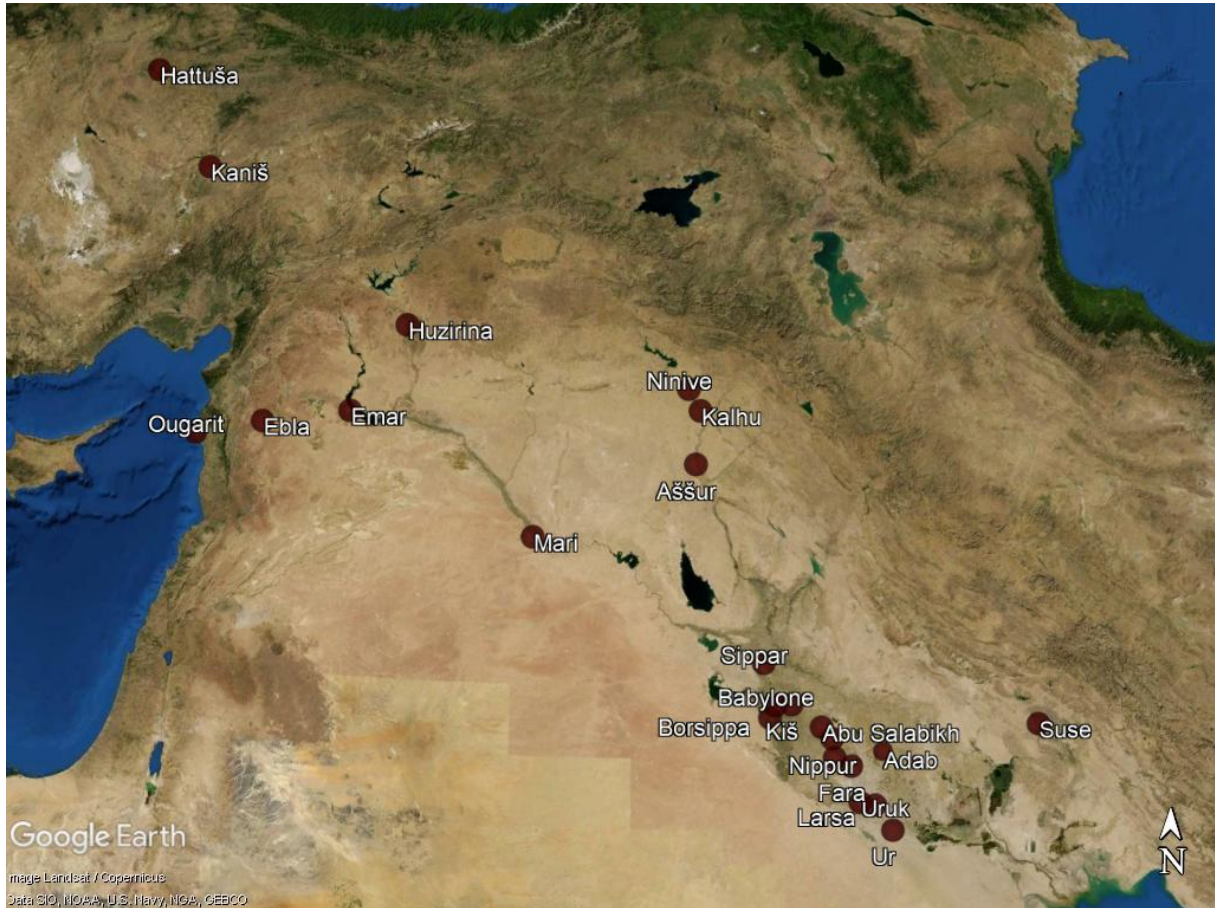 Hattuša
Kaniš
Huzirina
Ninive
Kalhu
Ougarit
Ebla
Emar
Aššur
Mari
Sippar
Babylone
Borsippa
Kiš
Abu Salabikh
Suse
Nippur
Adab
Fara
Uruk
Larsa
Ur
Google Earth
N
mage Landsat / Copernicus
Data SIO, NOAA, U.S. Navy, NGA, GEBCO